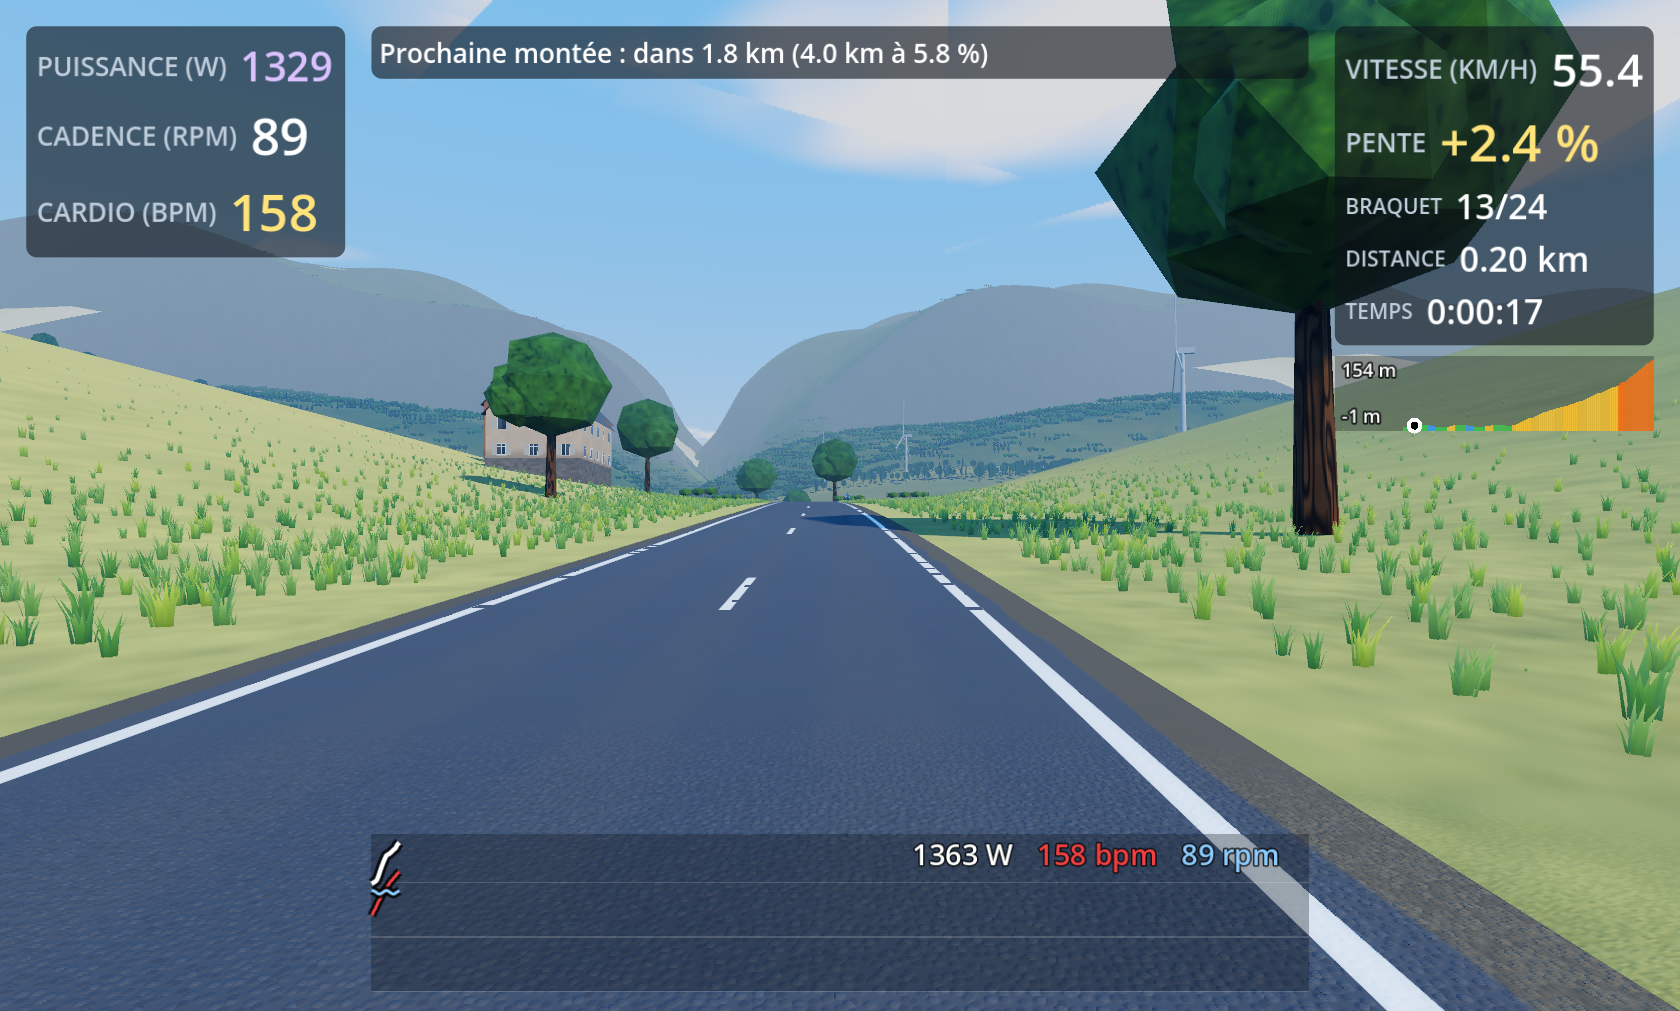 PUISSANCE (W) 1329
CADENCE (RPM) 89
CARDIO (BPM) 158
Prochaine montée : dans 1.8 km (4.0 km à 5.8 %)
VITESSE (KM/H) 55.4
PENTE +2.4 %
BRAQUET 13/24
DISTANCE 0.20 km
TEMPS 0:00:17
154 m
-1 m
1363 W 158 bpm 89 rpm